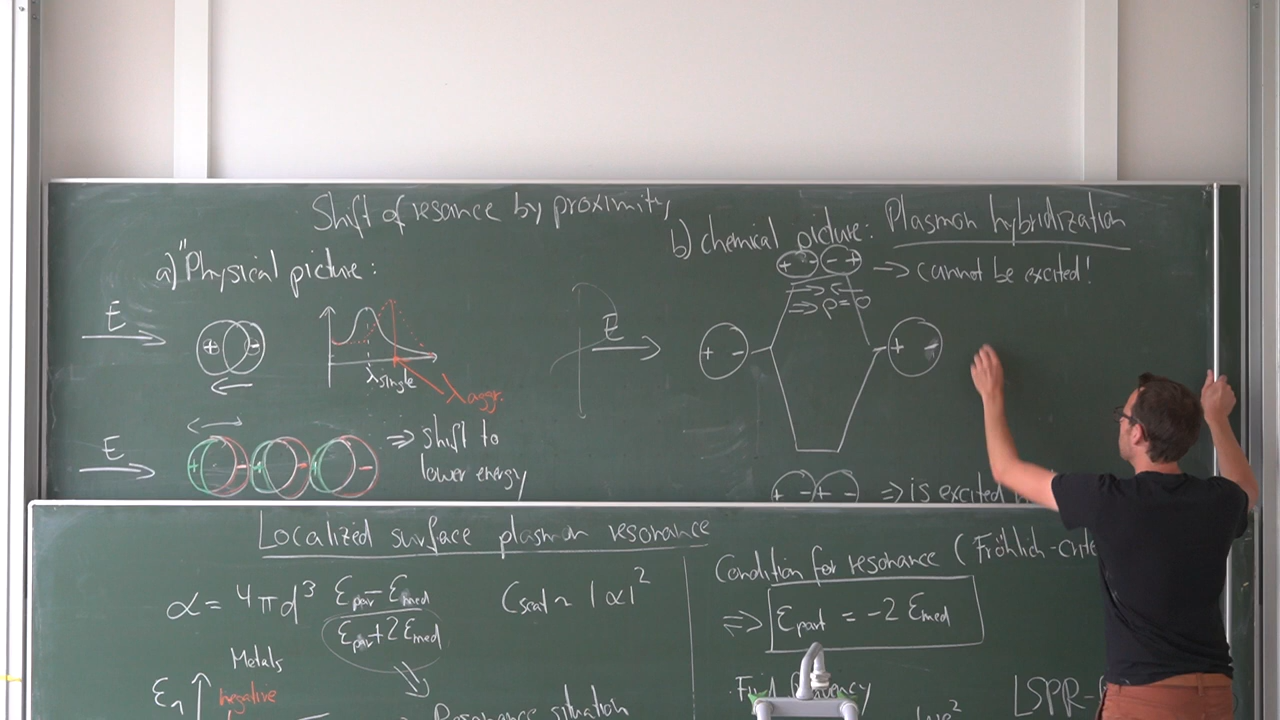 Shift of resonance by proximity
a) "Physical picture:
E
+ -
λsingle
λaggr.
E
+ - + - + -
=> shift to
lower energy
b) chemical picture: Plasmon hybridization
+ - - + -> cannot be excited!
=> p=0
E
+ - + -
+ - + - => is excited
Localized surface plasmon resonance
α = 4πd³ εpar-εmed
εpar+2εmed
Cscat ~ |α|²
Metals
ε₁
negative
Resonance situation
Condition for resonance (Fröhlich-crite
=> εpart = -2 εmed
LSPR-